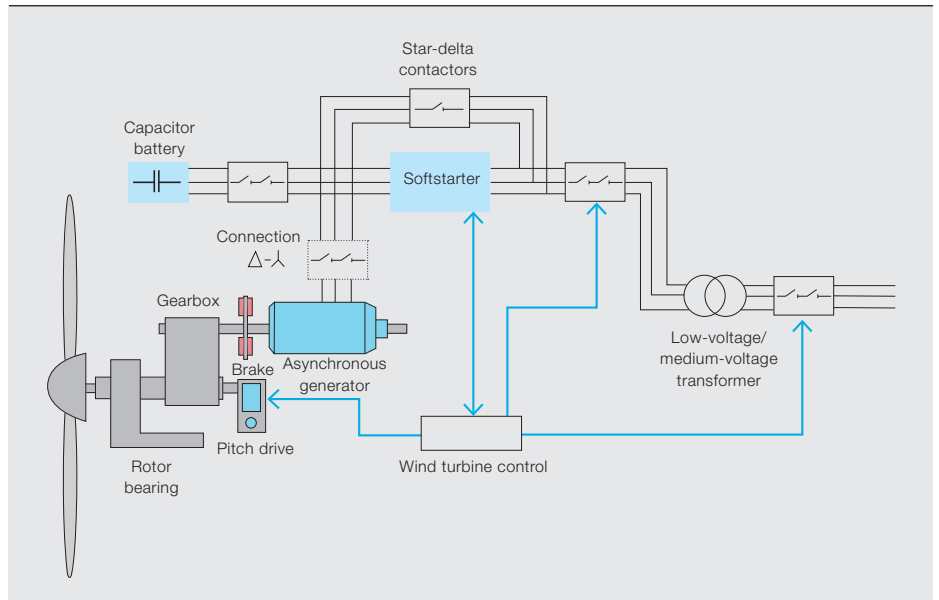 Star-delta
contactors
Capacitor
battery
Softstarter
Connection
Δ-⅄
Gearbox
Brake
Asynchronous
generator
Low-voltage/
medium-voltage
transformer
Pitch drive
Wind turbine control
Rotor
bearing